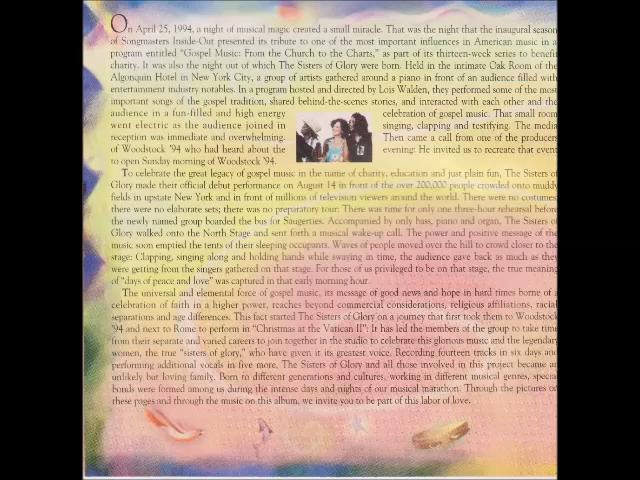 On April 25, 1994, a night of musical magic created a small miracle. That was the night that the inaugural season
of Songmasters Inside-Out presented its tribute to one of the most important influences in American music in a
program entitled “Gospel Music: From the Church to the Charts,” as part of its thirteen-week series to benefit
charity. It was also the night out of which The Sisters of Glory were born. Held in the intimate Oak Room of the
Algonquin Hotel in New York City, a group of artists gathered around a piano in front of an audience filled with
entertainment industry notables. In a program hosted and directed by Lois Walden, they performed some of the most
important songs of the gospel tradition, shared behind-the-scenes stories, and interacted with each other and the
audience in a fun-filled and high energy celebration of gospel music. That small room
went electric as the audience joined in singing, clapping and testifying. The media
reception was immediate and overwhelming. Then came a call from one of the producers
of Woodstock ’94 who had heard about the evening: He invited us to recreate that event
to open Sunday morning of Woodstock ’94.
To celebrate the great legacy of gospel music in the name of charity, education and just plain fun, The Sisters of
Glory made their official debut performance on August 14 in front of the over 200,000 people crowded onto muddy
fields in upstate New York and in front of millions of television viewers around the world. There were no costumes,
there were no elaborate sets; there was no preparatory tour: There was time for only one three-hour rehearsal before
the newly named group boarded the bus for Saugerties. Accompanied by only bass, piano and organ, The Sisters of
Glory walked onto the North Stage and sent forth a musical wake-up call. The power and positive message of the
music soon emptied the tents of their sleeping occupants. Waves of people moved over the hill to crowd closer to the
stage: Clapping, singing along and holding hands while swaying in time, the audience gave back as much as they
were getting from the singers gathered on that stage. For those of us privileged to be on that stage, the true meaning
of “days of peace and love” was captured in that early morning hour.
The universal and elemental force of gospel music, its message of good news and hope in hard times borne of a
celebration of faith in a higher power, reaches beyond commercial considerations, religious affiliations, racial
separations and age differences. This fact started The Sisters of Glory on a journey that first took them to Woodstock
’94 and next to Rome to perform in “Christmas at the Vatican II”: It has led the members of the group to take time
from their separate and varied careers to join together in the studio to celebrate this glorious music and the legendary
women, the true “sisters of glory,” who have given it its greatest voice. Recording fourteen tracks in six days and
performing additional vocals in five more, The Sisters of Glory and all those involved in this project became an
unlikely but loving family. Born to different generations and cultures, working in different musical genres, special
bonds were formed among us during the intense days and nights of our musical marathon. Through the pictures on
these pages and through the music on this album, we invite you to be part of this labor of love.